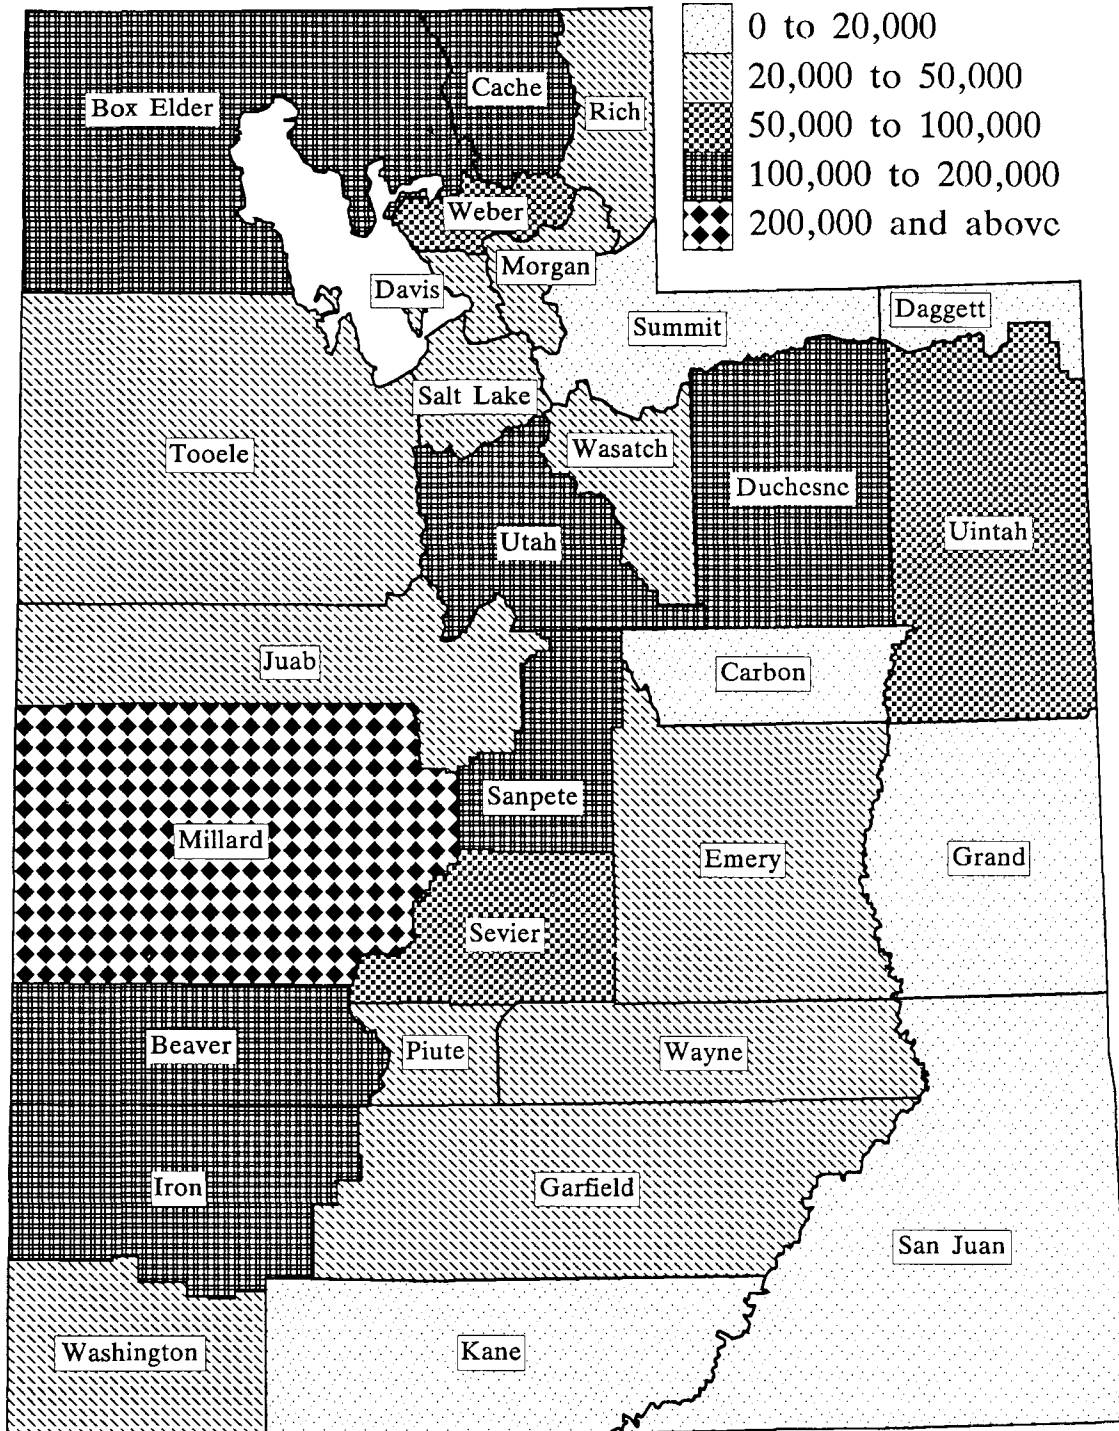 0 to 20,000
20,000 to 50,000
50,000 to 100,000
100,000 to 200,000
200,000 and above
Cache
Box Elder
Rich
Weber
Morgan
Davis
Daggett
Summit
Salt Lake
Wasatch
Tooele
Duchesne
Uintah
Utah
Juab
Carbon
Sanpete
Millard
Emery
Grand
Sevier
Beaver
Piute
Wayne
Iron
Garfield
San Juan
Washington
Kane